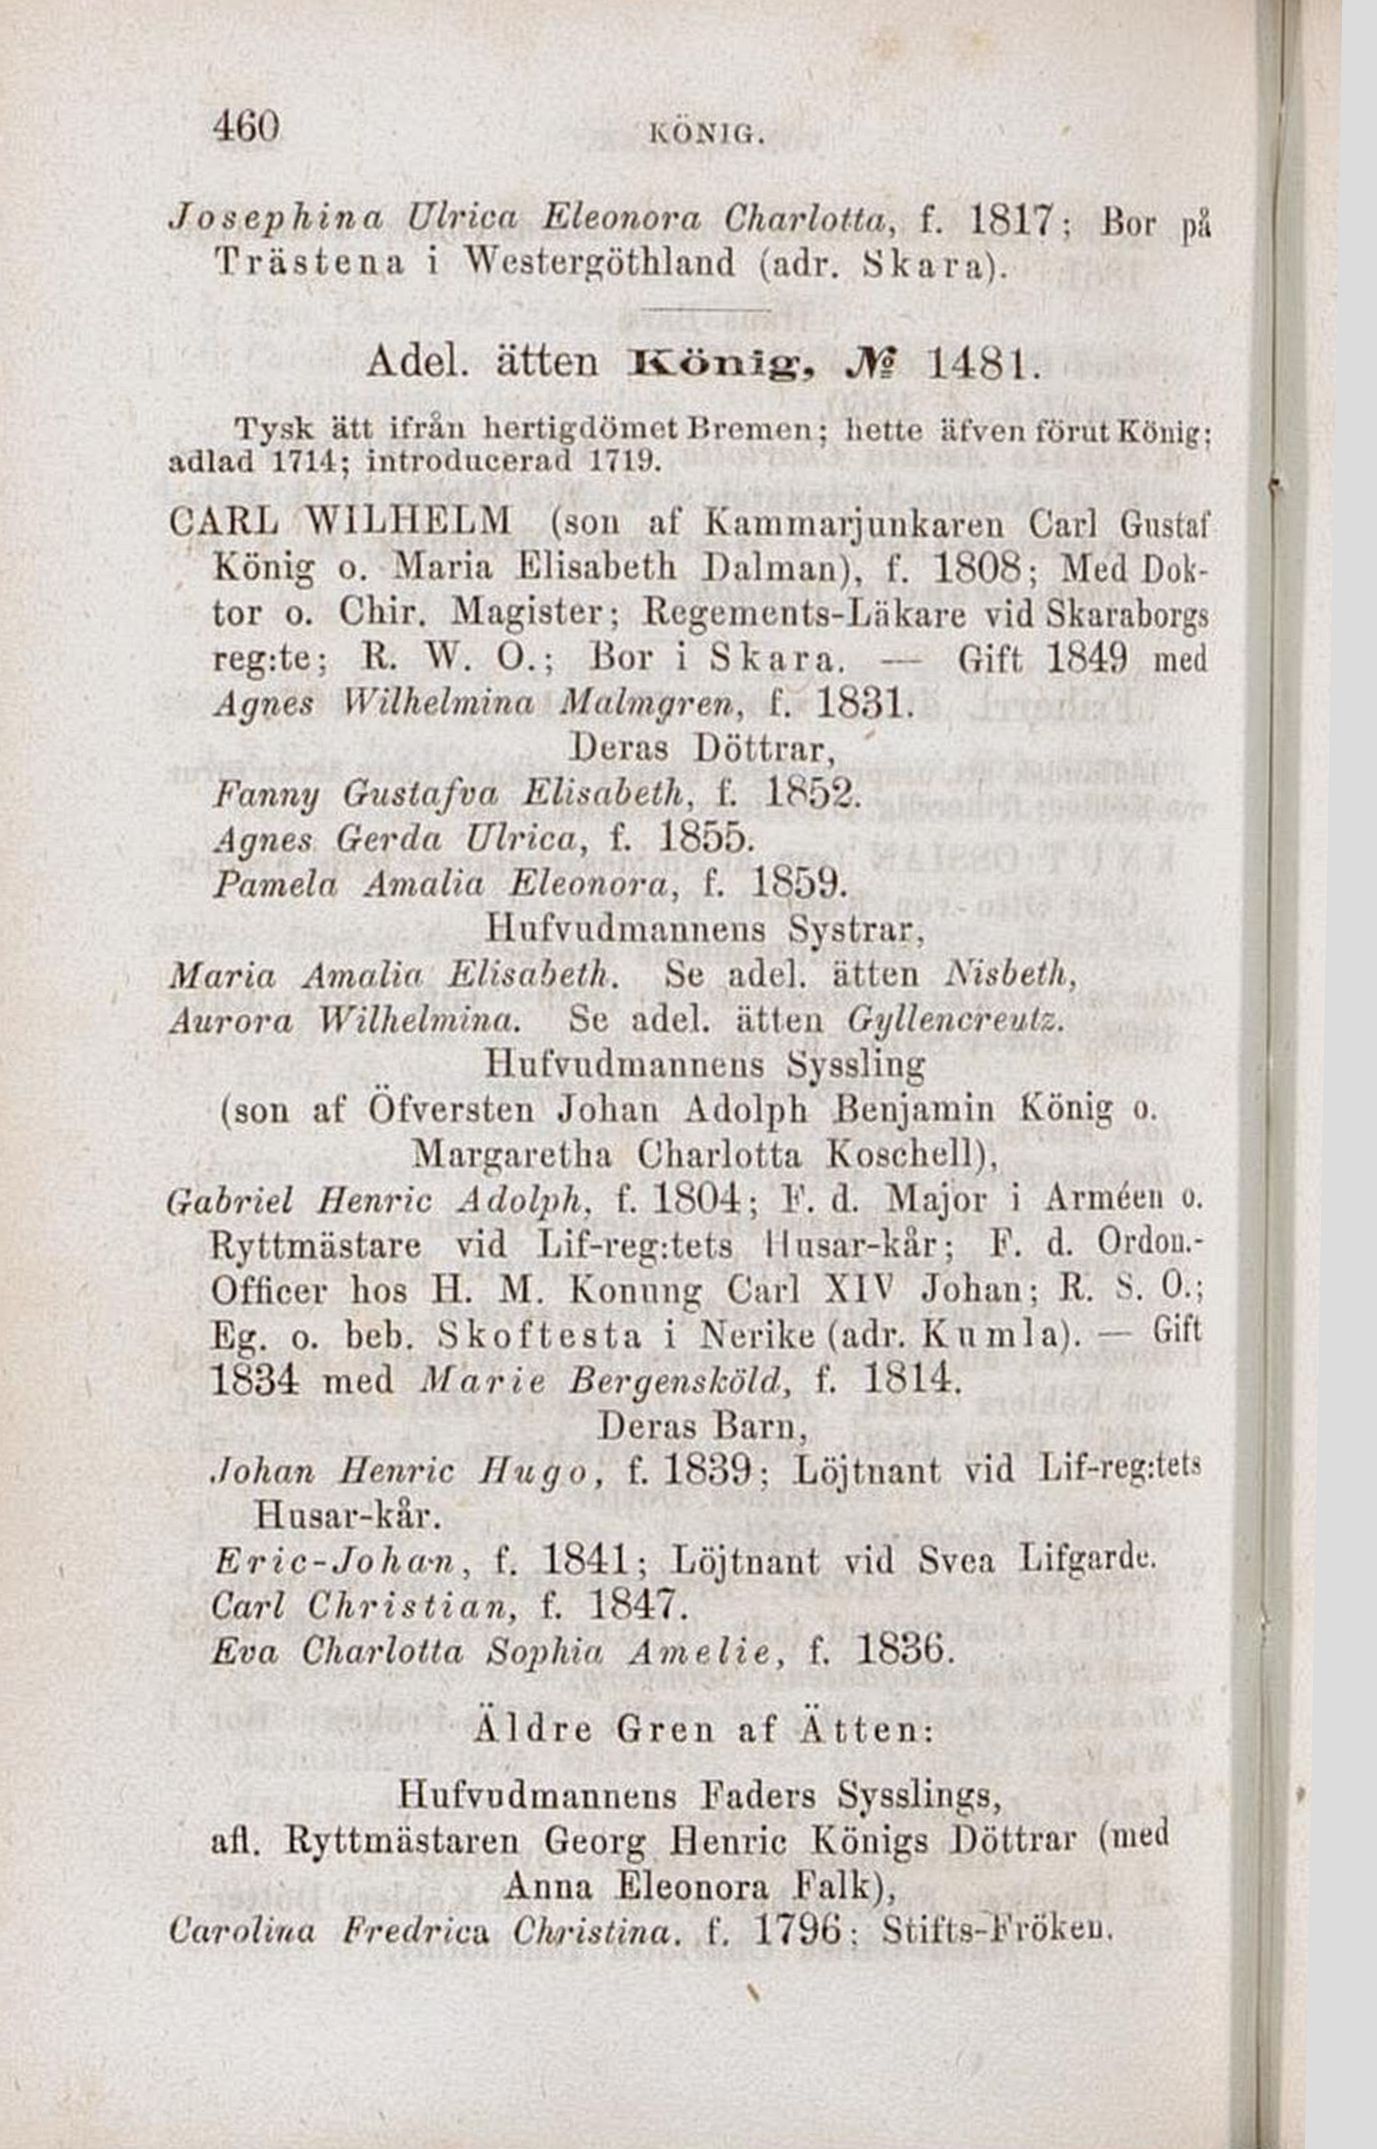 460
KÖNIG.
Josephina Ulrica Eleonora Charlotta, f. 1817; Bor på
Trästena i Westergöthland (adr. Skara).
Adel. ätten König, № 1481.
Tysk ätt ifrån hertigdömet Bremen; hette äfven förut König;
adlad 1714; introducerad 1719.
CARL WILHELM (son af Kammarjunkaren Carl Gustaf
König o. Maria Elisabeth Dalman), f. 1808; Med Dok-
tor o. Chir. Magister; Regements-Läkare vid Skaraborgs
reg:te; R. W. O.; Bor i Skara. — Gift 1849 med
Agnes Wilhelmina Malmgren, f. 1831.
Deras Döttrar,
Fanny Gustafva Elisabeth, f. 1852.
Agnes Gerda Ulrica, f. 1855.
Pamela Amalia Eleonora, f. 1859.
Hufvudmannens Systrar,
Maria Amalia Elisabeth. Se adel. ätten Nisbeth,
Aurora Wilhelmina. Se adel. ätten Gyllencreutz.
Hufvudmannens Syssling
(son af Öfversten Johan Adolph Benjamin König o.
Margaretha Charlotta Koschell),
Gabriel Henric Adolph, f. 1804; F. d. Major i Arméen o.
Ryttmästare vid Lif-reg:tets Husar-kår; F. d. Ordon.-
Officer hos H. M. Konung Carl XIV Johan; R. S. O.;
Eg. o. beb. Skoftesta i Nerike (adr. Kumla). — Gift
1834 med Marie Bergensköld, f. 1814.
Deras Barn,
Johan Henric Hugo, f. 1839; Löjtnant vid Lif-reg:tets
Husar-kår.
Eric-Johan, f. 1841; Löjtnant vid Svea Lifgarde.
Carl Christian, f. 1847.
Eva Charlotta Sophia Amelie, f. 1836.
Äldre Gren af Ätten:
Hufvudmannens Faders Sysslings,
afl. Ryttmästaren Georg Henric Königs Döttrar (med
Anna Eleonora Falk),
Carolina Fredrica Christina, f. 1796; Stifts-Fröken.